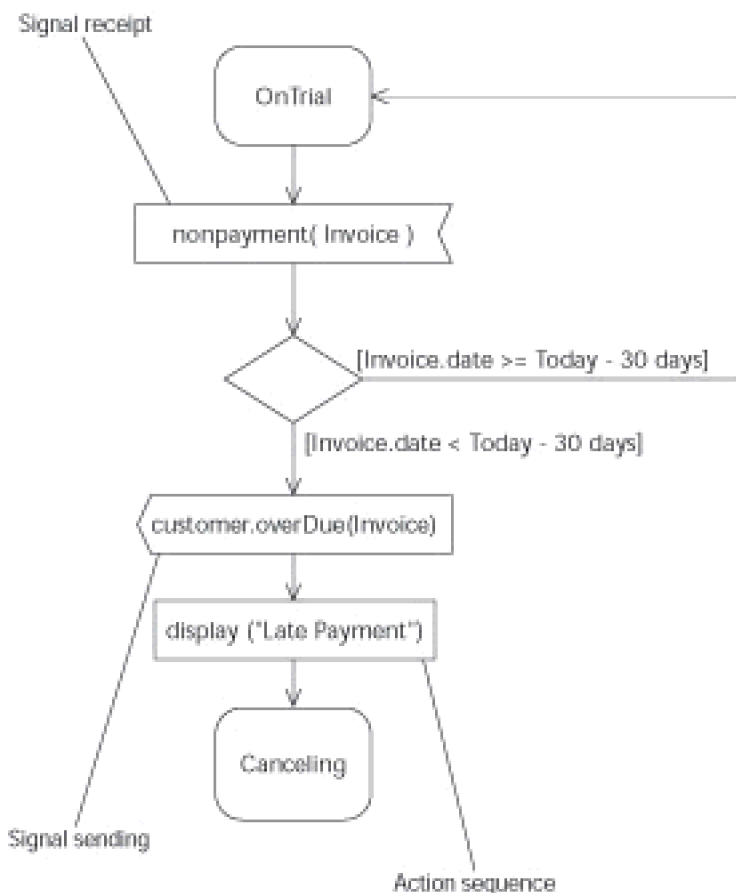 Signal receipt
OnTrial
nonpayment( Invoice )
[Invoice.date >= Today - 30 days]
[Invoice.date < Today - 30 days]
customer.overDue(Invoice)
display ("Late Payment")
Canceling
Signal sending
Action sequence